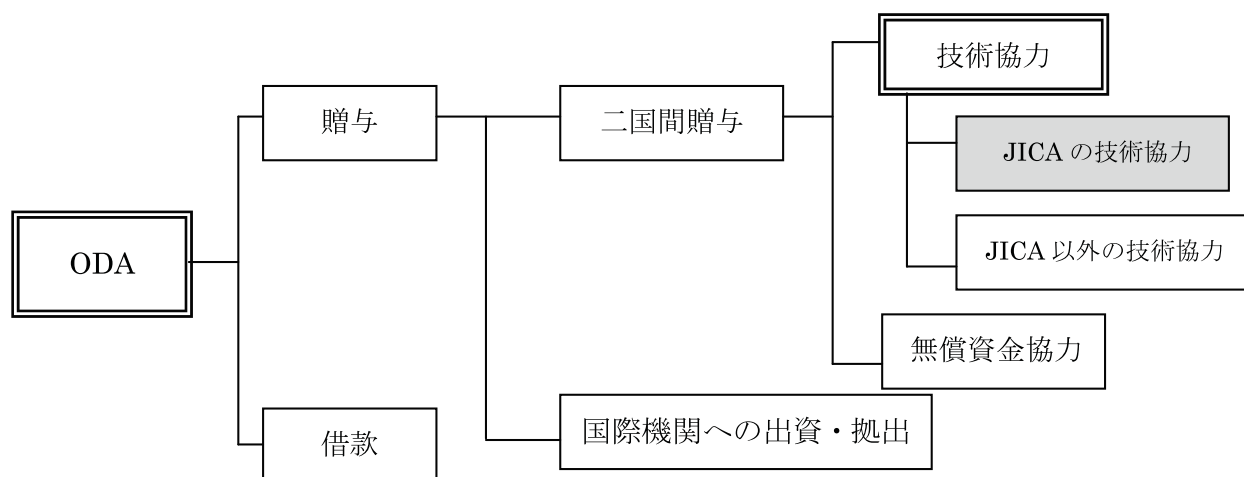 技術協力
贈与
二国間贈与
JICA の技術協力
ODA
JICA 以外の技術協力
無償資金協力
借款
国際機関への出資・拠出